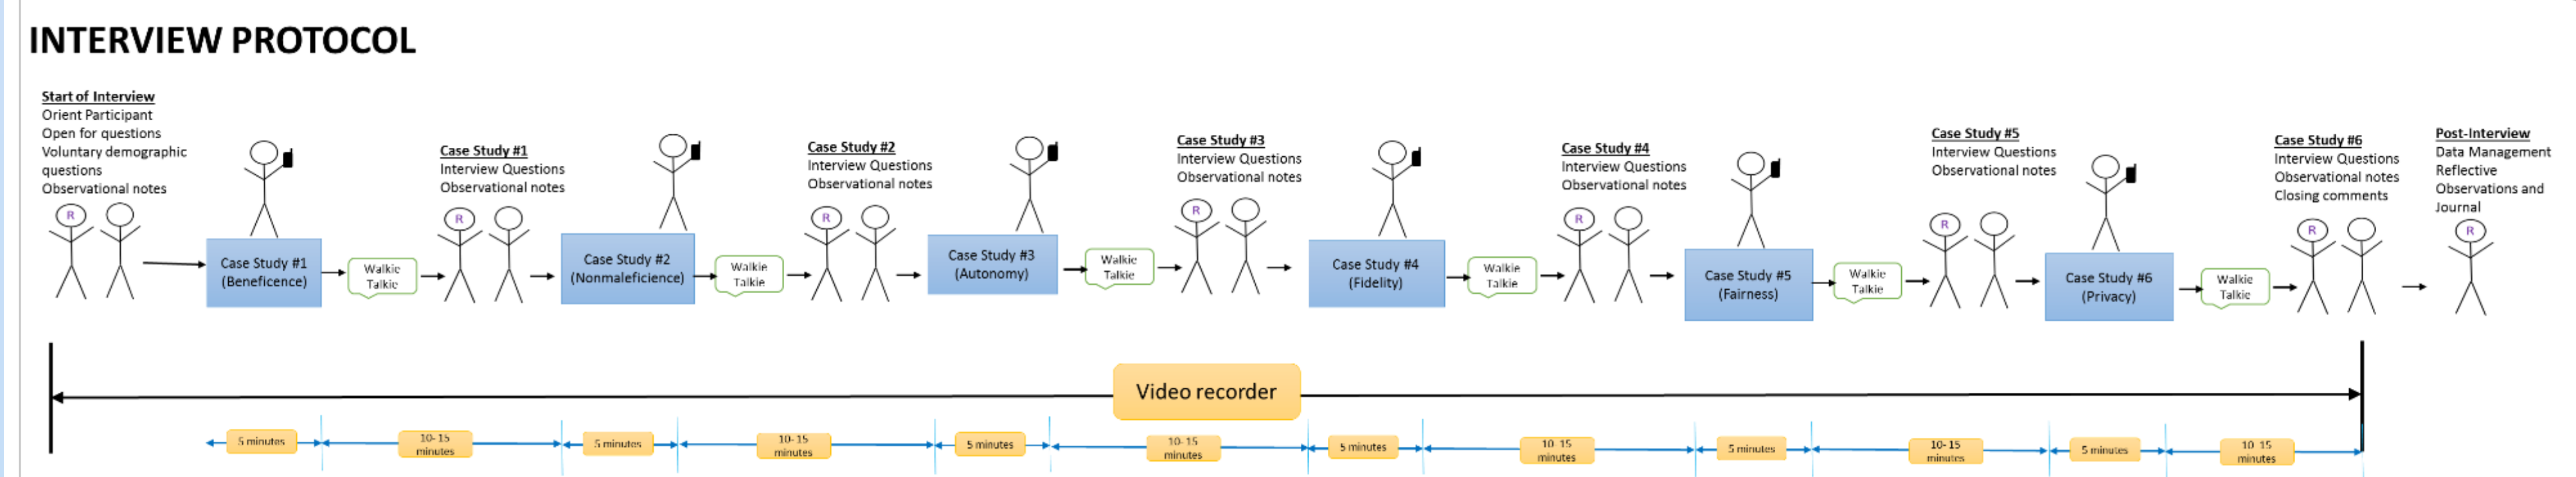 INTERVIEW PROTOCOL
Start of Interview
Orient Participant
Open for questions
Voluntary demographic
questions
Observational notes
R
Case Study #1
(Beneficence)
Walkie
Talkie
Case Study #1
Interview Questions
Observational notes
R
Case Study #2
(Nonmaleficience)
Walkie
Talkie
Case Study #2
Interview Questions
Observational notes
R
Case Study #3
(Autonomy)
Walkie
Talkie
Case Study #3
Interview Questions
Observational notes
R
Case Study #4
(Fidelity)
Walkie
Talkie
Case Study #4
Interview Questions
Observational notes
R
Case Study #5
(Fairness)
Walkie
Talkie
Case Study #5
Interview Questions
Observational notes
R
Case Study #6
(Privacy)
Walkie
Talkie
Case Study #6
Interview Questions
Observational notes
Closing comments
R
Post-Interview
Data Management
Reflective
Observations and
Journal
R
Video recorder
5 minutes
10-15
minutes
5 minutes
10-15
minutes
5 minutes
10-15
minutes
5 minutes
10-15
minutes
5 minutes
10-15
minutes
5 minutes
10-15
minutes